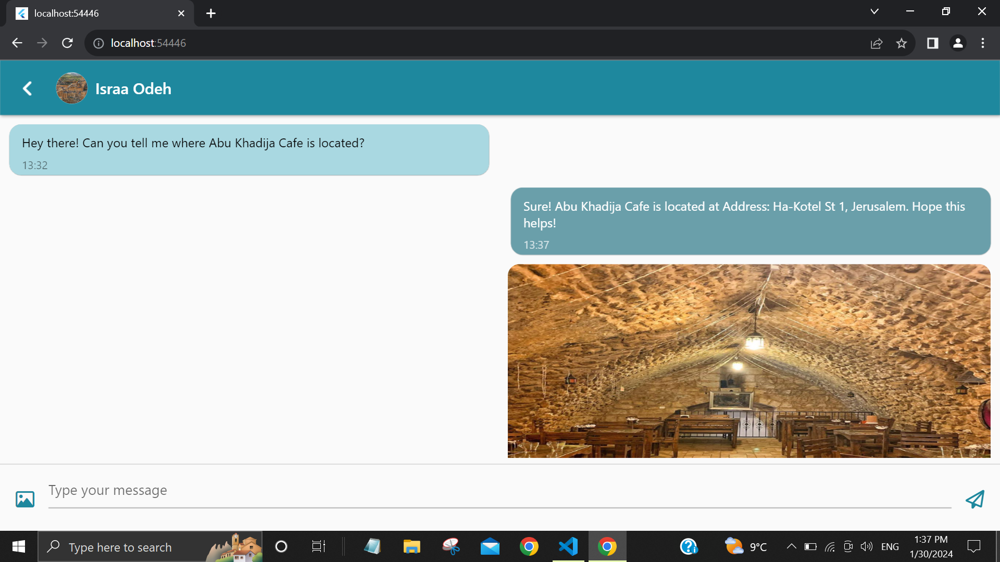 localhost:54446
localhost:54446
Israa Odeh
Hey there! Can you tell me where Abu Khadija Cafe is located?
13:32
Sure! Abu Khadija Cafe is located at Address: Ha-Kotel St 1, Jerusalem. Hope this
helps!
13:37
Type your message
Type here to search
9°C
ENG
1:37 PM
1/30/2024